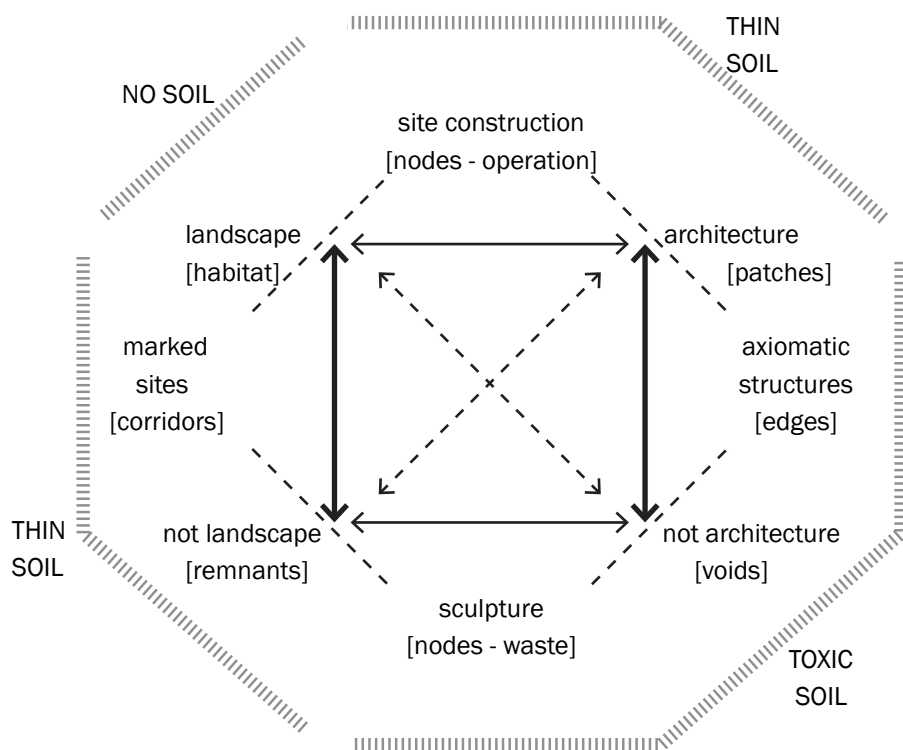 THIN
SOIL
NO SOIL
site construction
[nodes - operation]
landscape
[habitat]
architecture
[patches]
marked
sites
[corridors]
axiomatic
structures
[edges]
THIN
SOIL
not landscape
[remnants]
not architecture
[voids]
sculpture
[nodes - waste]
TOXIC
SOIL